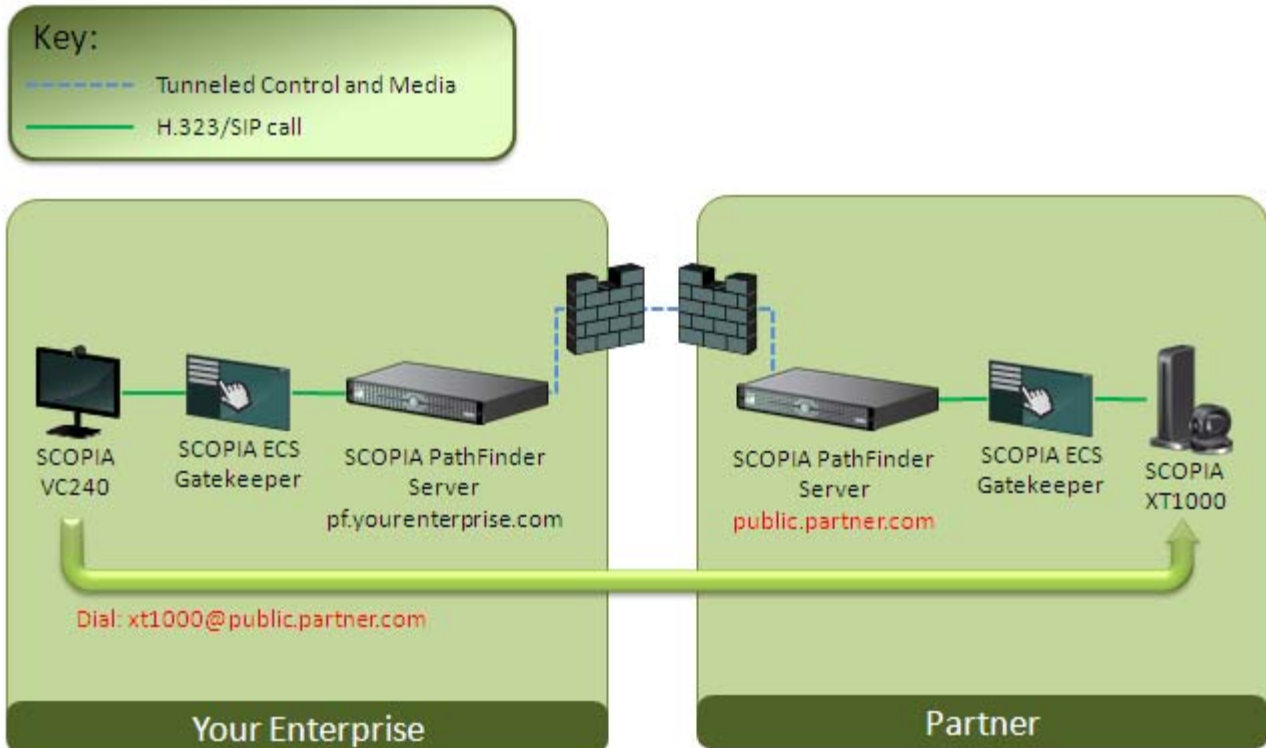 Key:
Tunneled Control and Media
H.323/SIP call
SCOPIA
VC240
SCOPIA ECS
Gatekeeper
SCOPIA PathFinder
Server
pf.yourenterprise.com
SCOPIA PathFinder
Server
public.partner.com
SCOPIA ECS
Gatekeeper
SCOPIA
XT1000
Dial: xt1000@public.partner.com
Your Enterprise
Partner